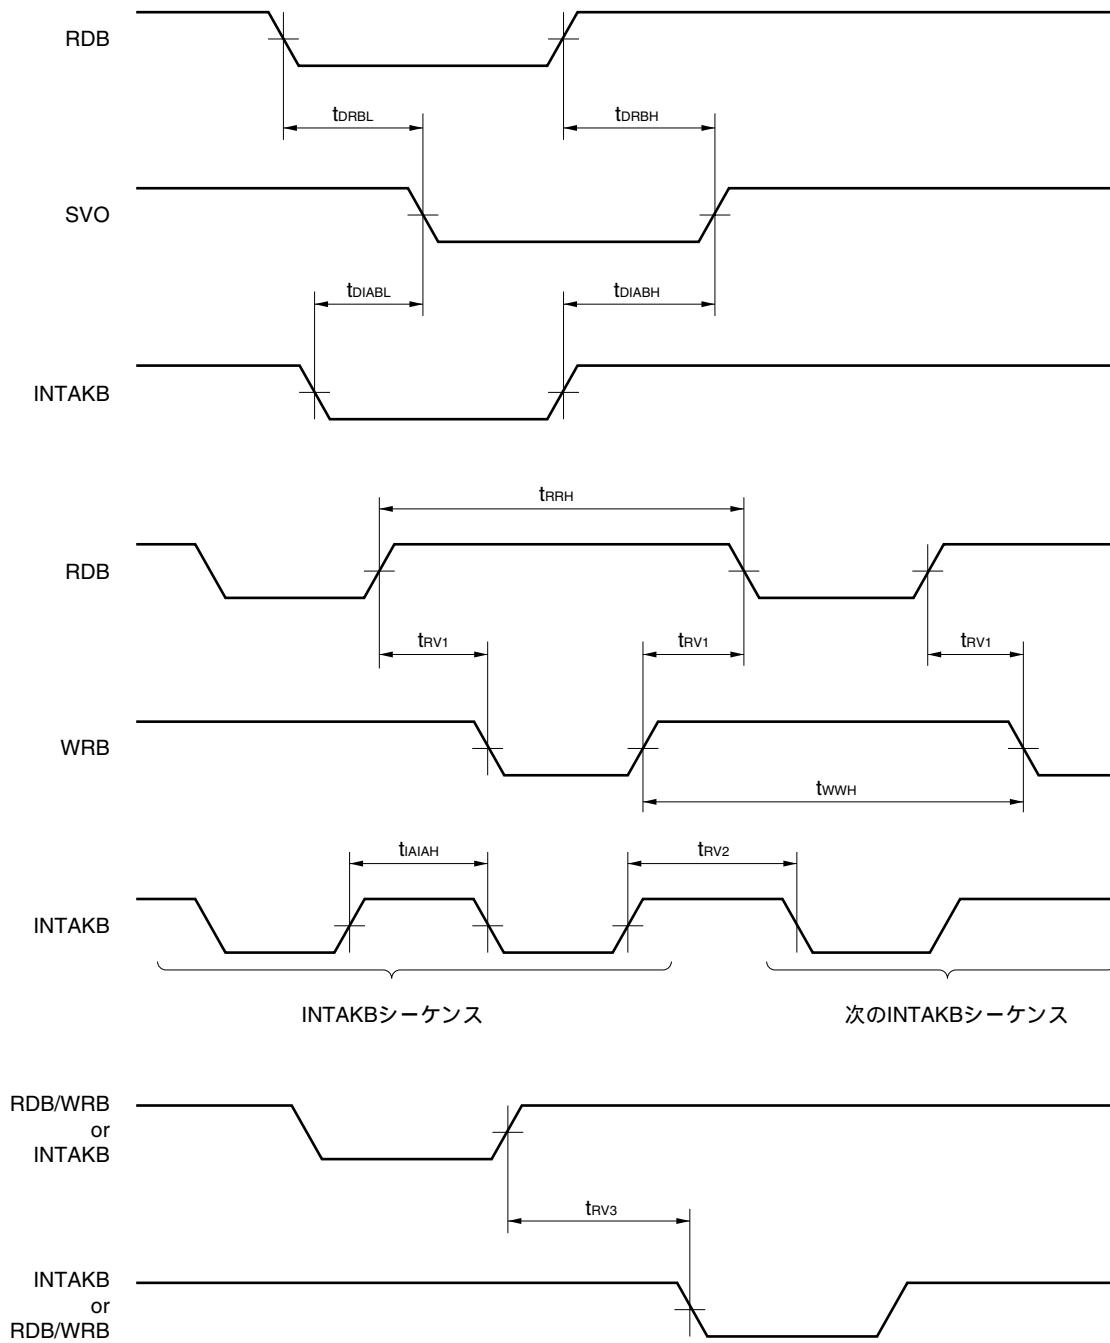 RDB
tDRBL
tDRBH
SVO
tDIABL
tDIABH
INTAKB
tRRH
RDB
tRV1
tRV1
tRV1
WRB
tWWH
tIAIAH
tRV2
INTAKB
INTAKBシーケンス
次のINTAKBシーケンス
RDB/WRB
or
INTAKB
tRV3
INTAKB
or
RDB/WRB